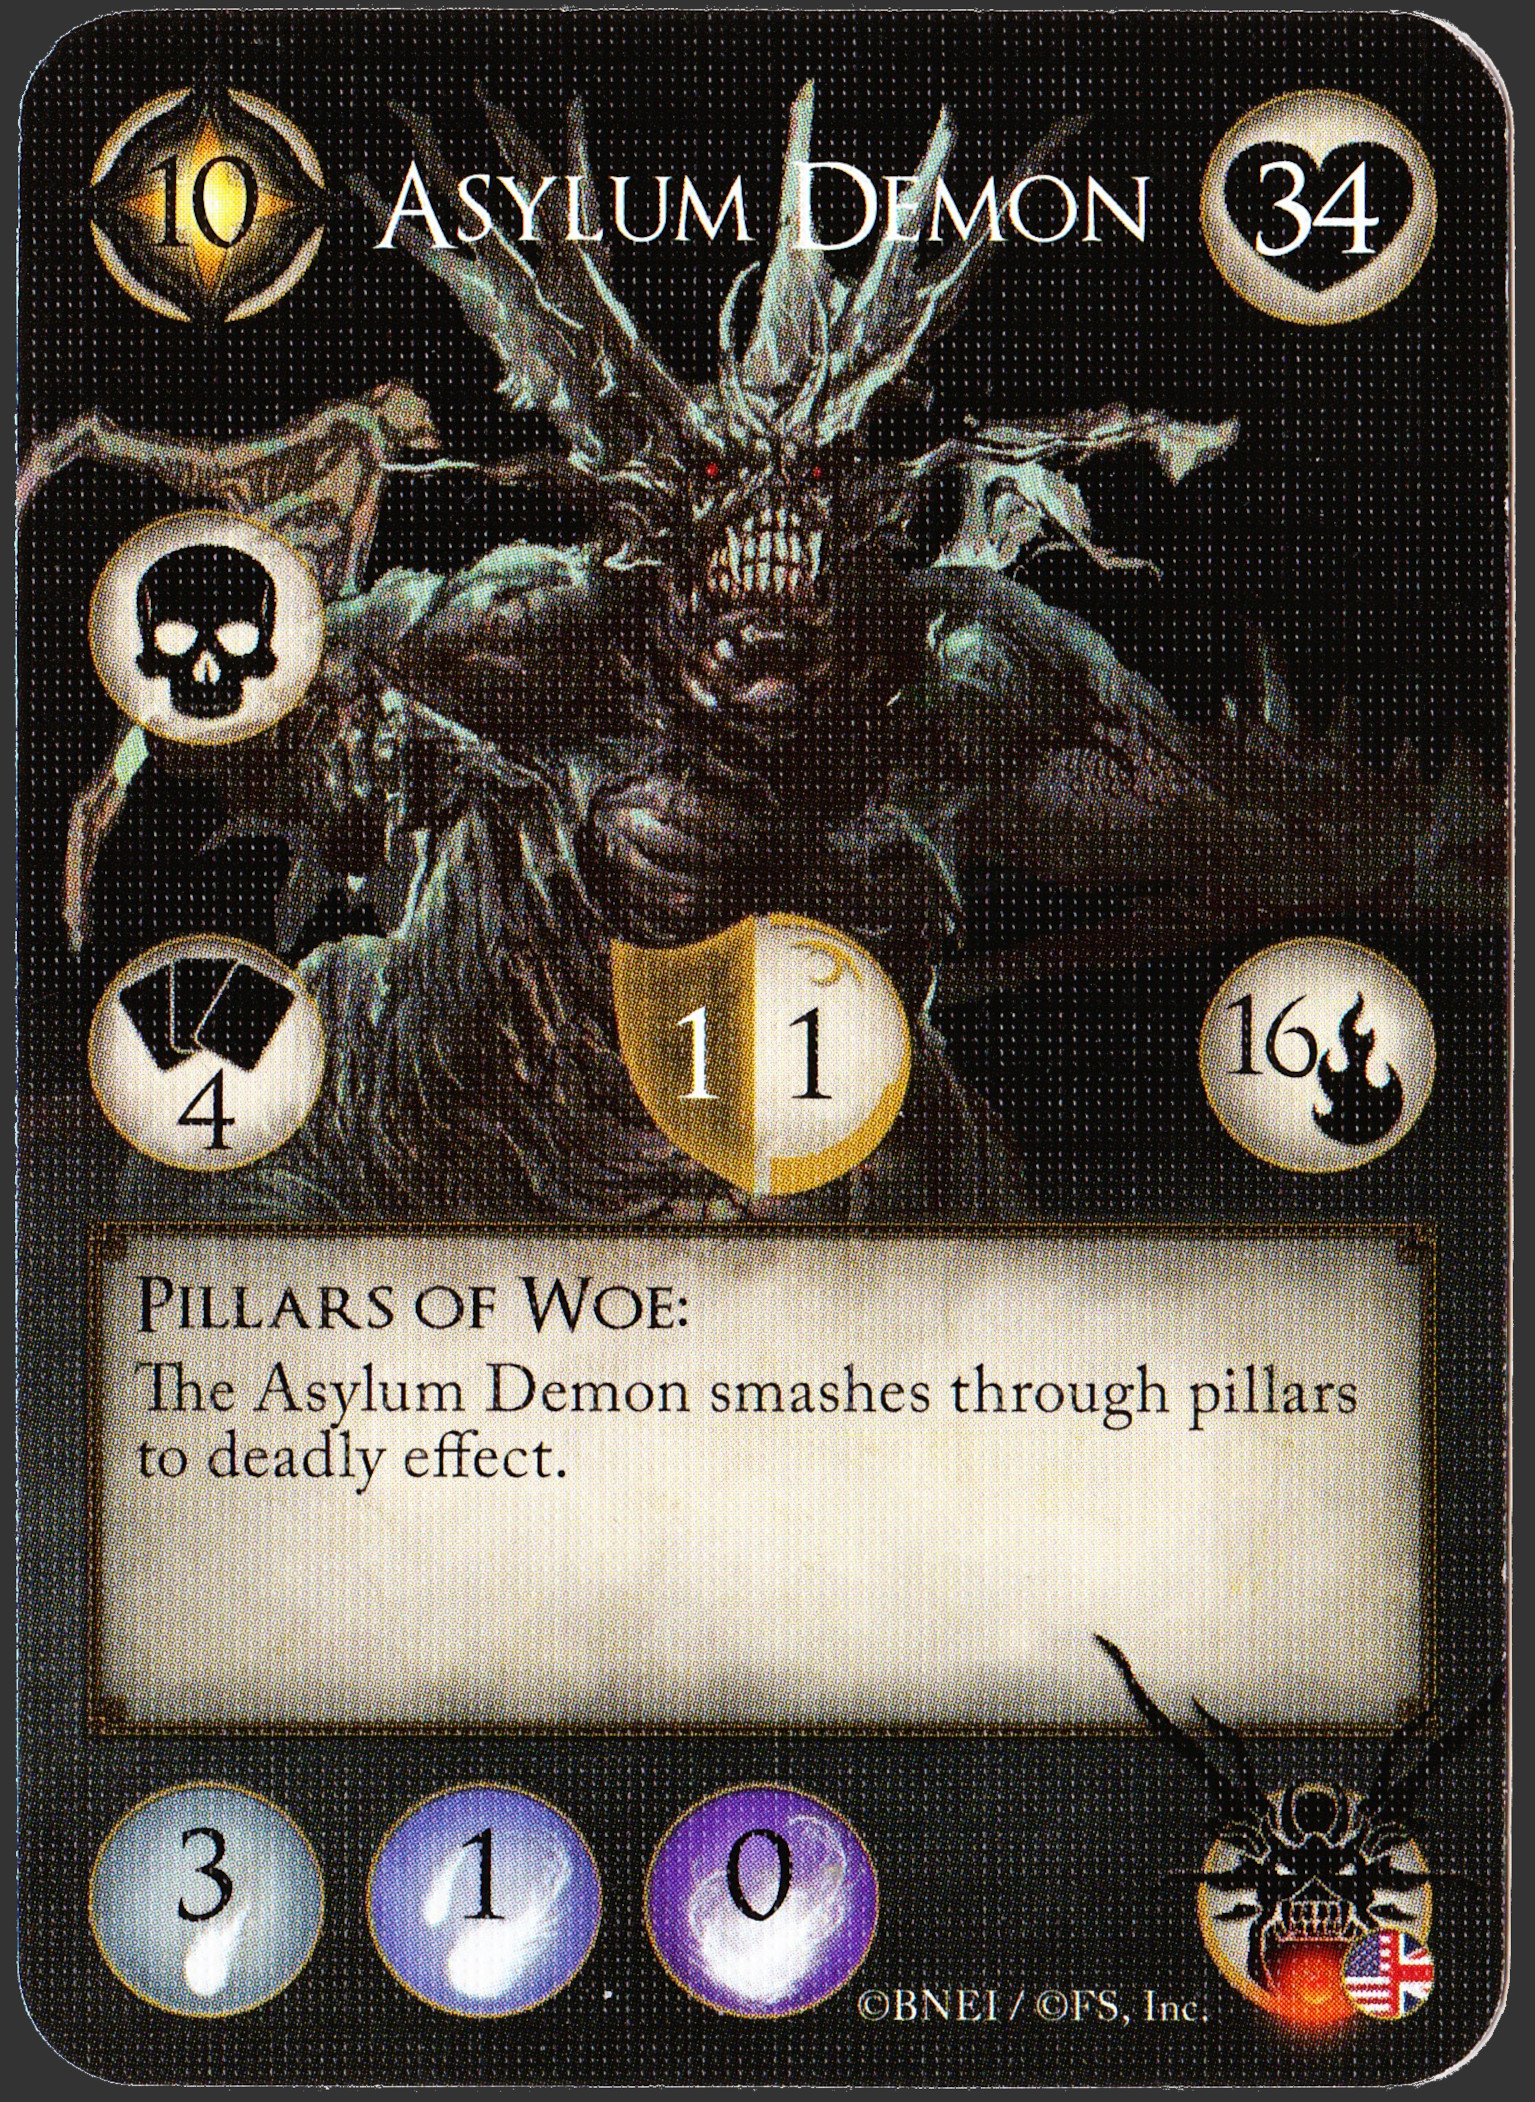 10
ASYLUM DEMON
34
4
1
1
16
PILLARS OF WOE:
The Asylum Demon smashes through pillars
to deadly effect.
3
1
0
©BNEI / ©FS, Inc.